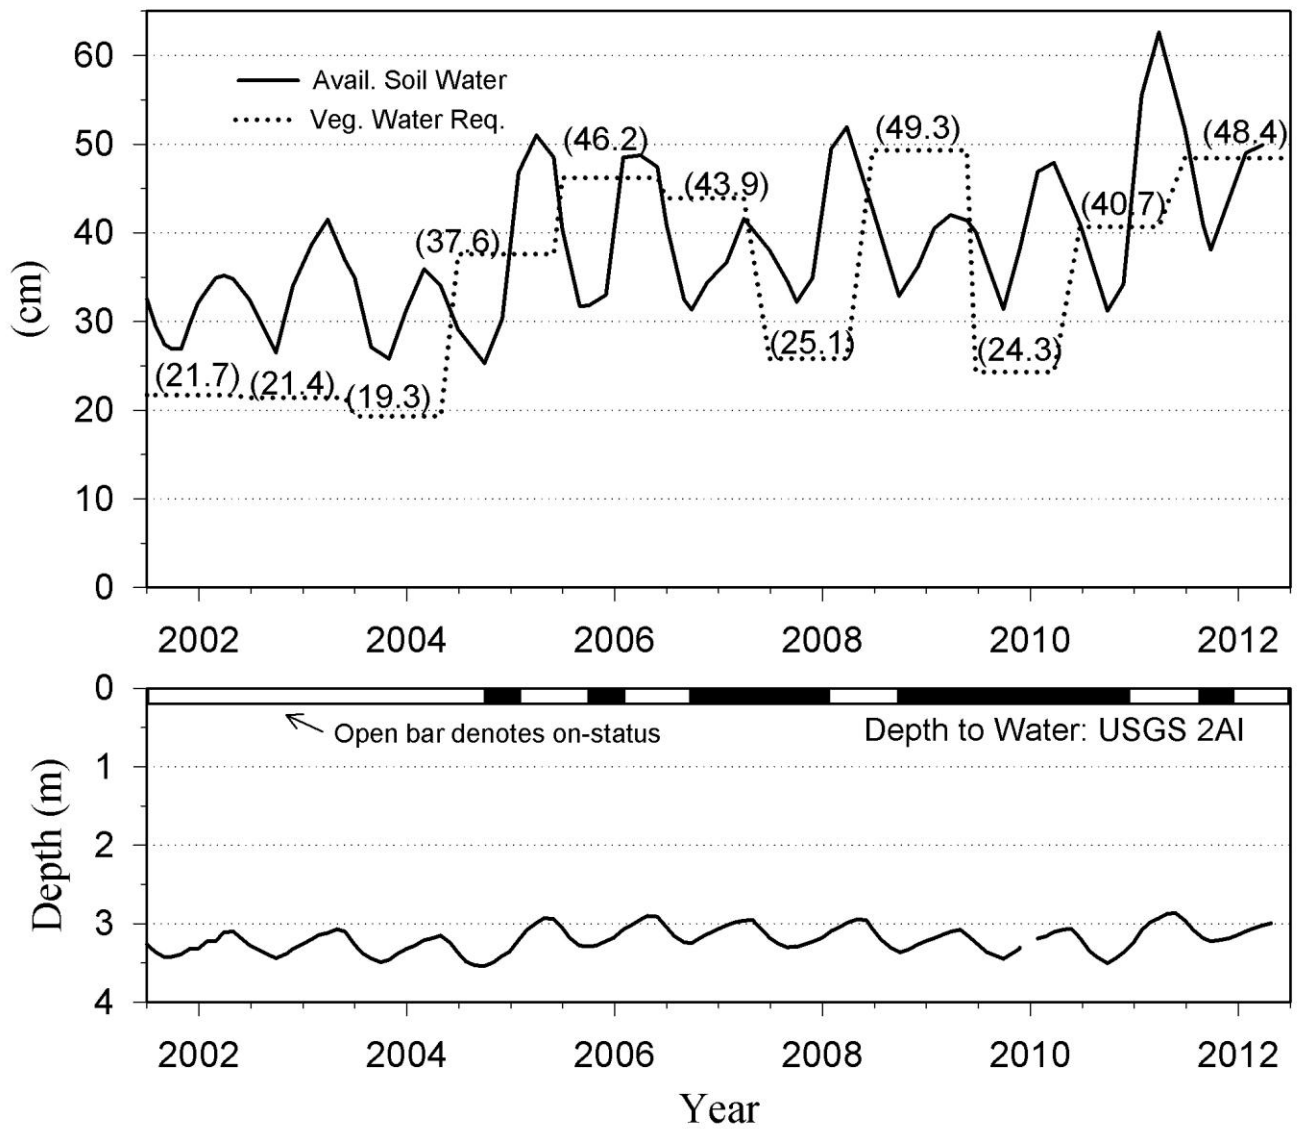 60
Avail. Soil Water
Veg. Water Req.
50
40
30
20
10
0
(cm)
(21.7)
(21.4)
(19.3)
(37.6)
(46.2)
(43.9)
(25.1)
(49.3)
(24.3)
(40.7)
(48.4)
2002 2004 2006 2008 2010 2012
0
Open bar denotes on-status
Depth to Water: USGS 2AI
1
2
3
4
Depth (m)
2002 2004 2006 2008 2010 2012
Year